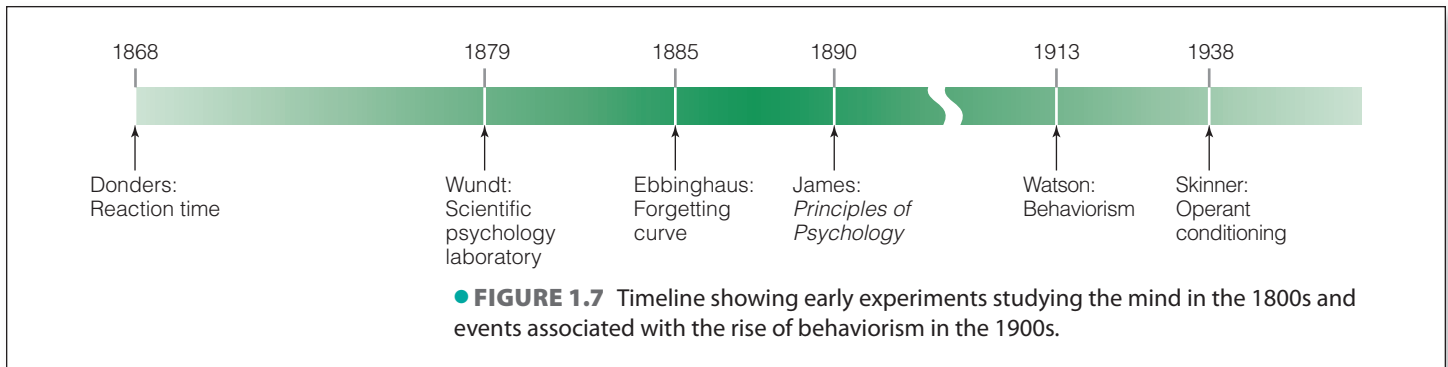 1868 1879 1885 1890 1913 1938
Donders:
Reaction time
Wundt:
Scientific
psychology
laboratory
Ebbinghaus:
Forgetting
curve
James:
Principles of
Psychology
Watson:
Behaviorism
Skinner:
Operant
conditioning
● FIGURE 1.7 Timeline showing early experiments studying the mind in the 1800s and
events associated with the rise of behaviorism in the 1900s.